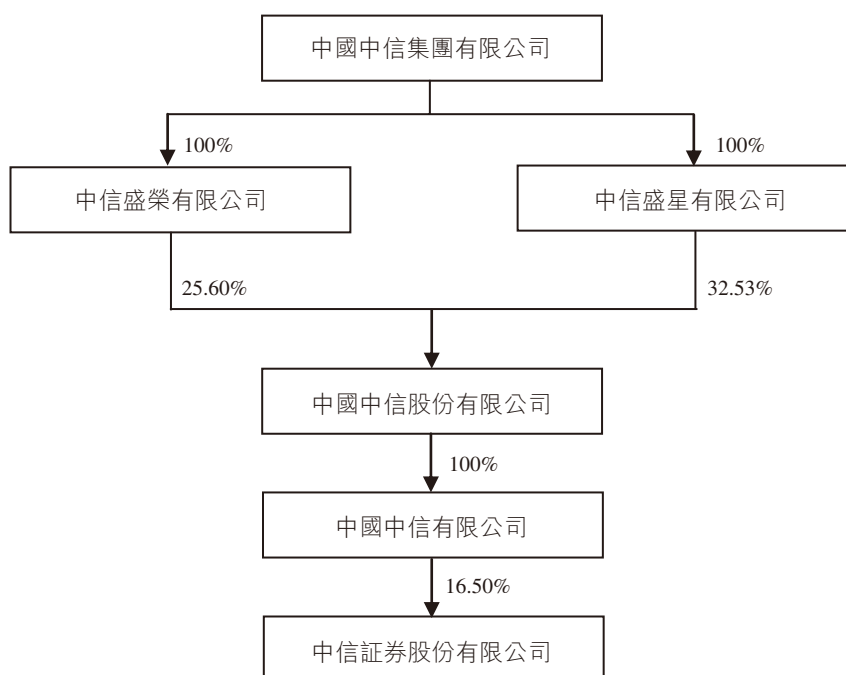 中國中信集團有限公司
100%
100%
中信盛榮有限公司
中信盛星有限公司
25.60%
32.53%
中國中信股份有限公司
100%
中國中信有限公司
16.50%
中信証券股份有限公司